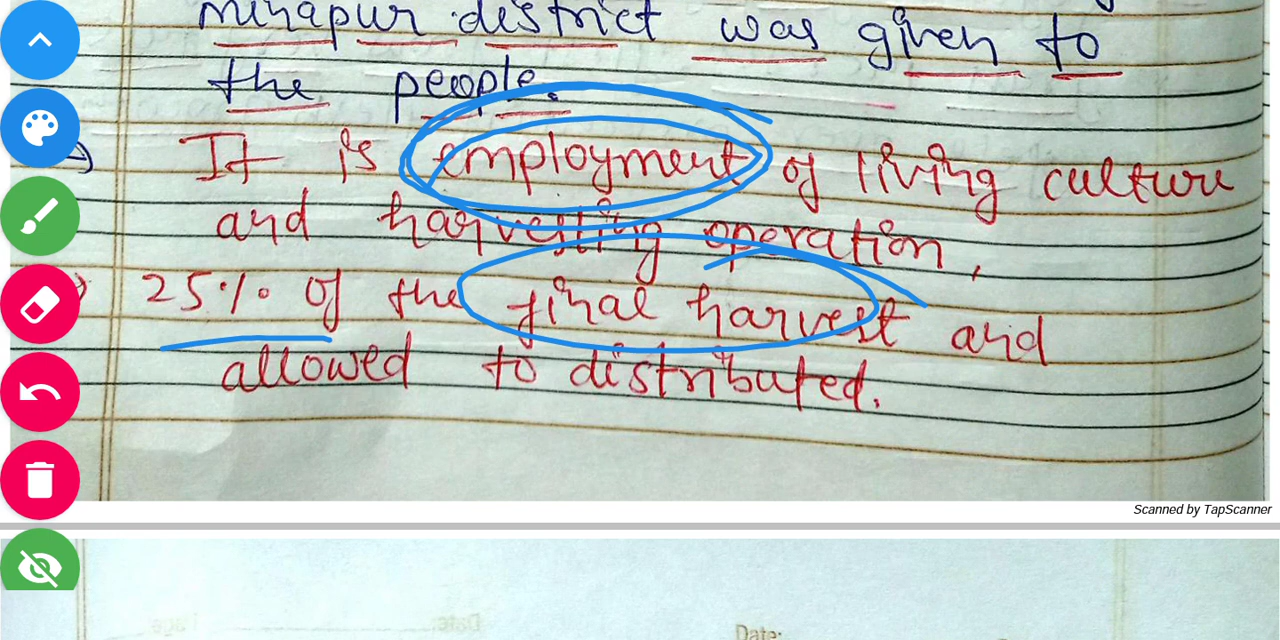 district was given to
the people.
→ It is employment of living culture
and harvesting operation,
25% of the final harvest and
allowed to distributed.
Scanned by TapScanner
Date: